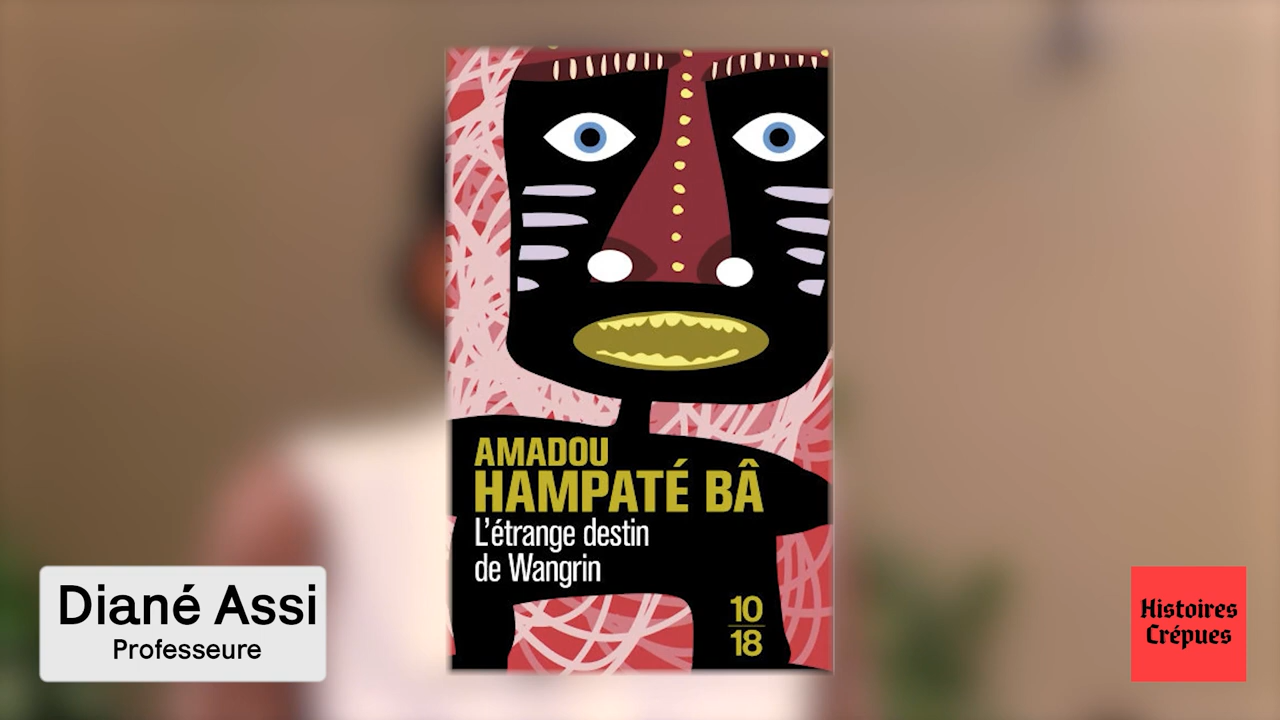 AMADOU
HAMPATÉ BÂ
L'étrange destin
de Wangrin
10
18
Diané Assi
Professeure
Histoires
Crépues